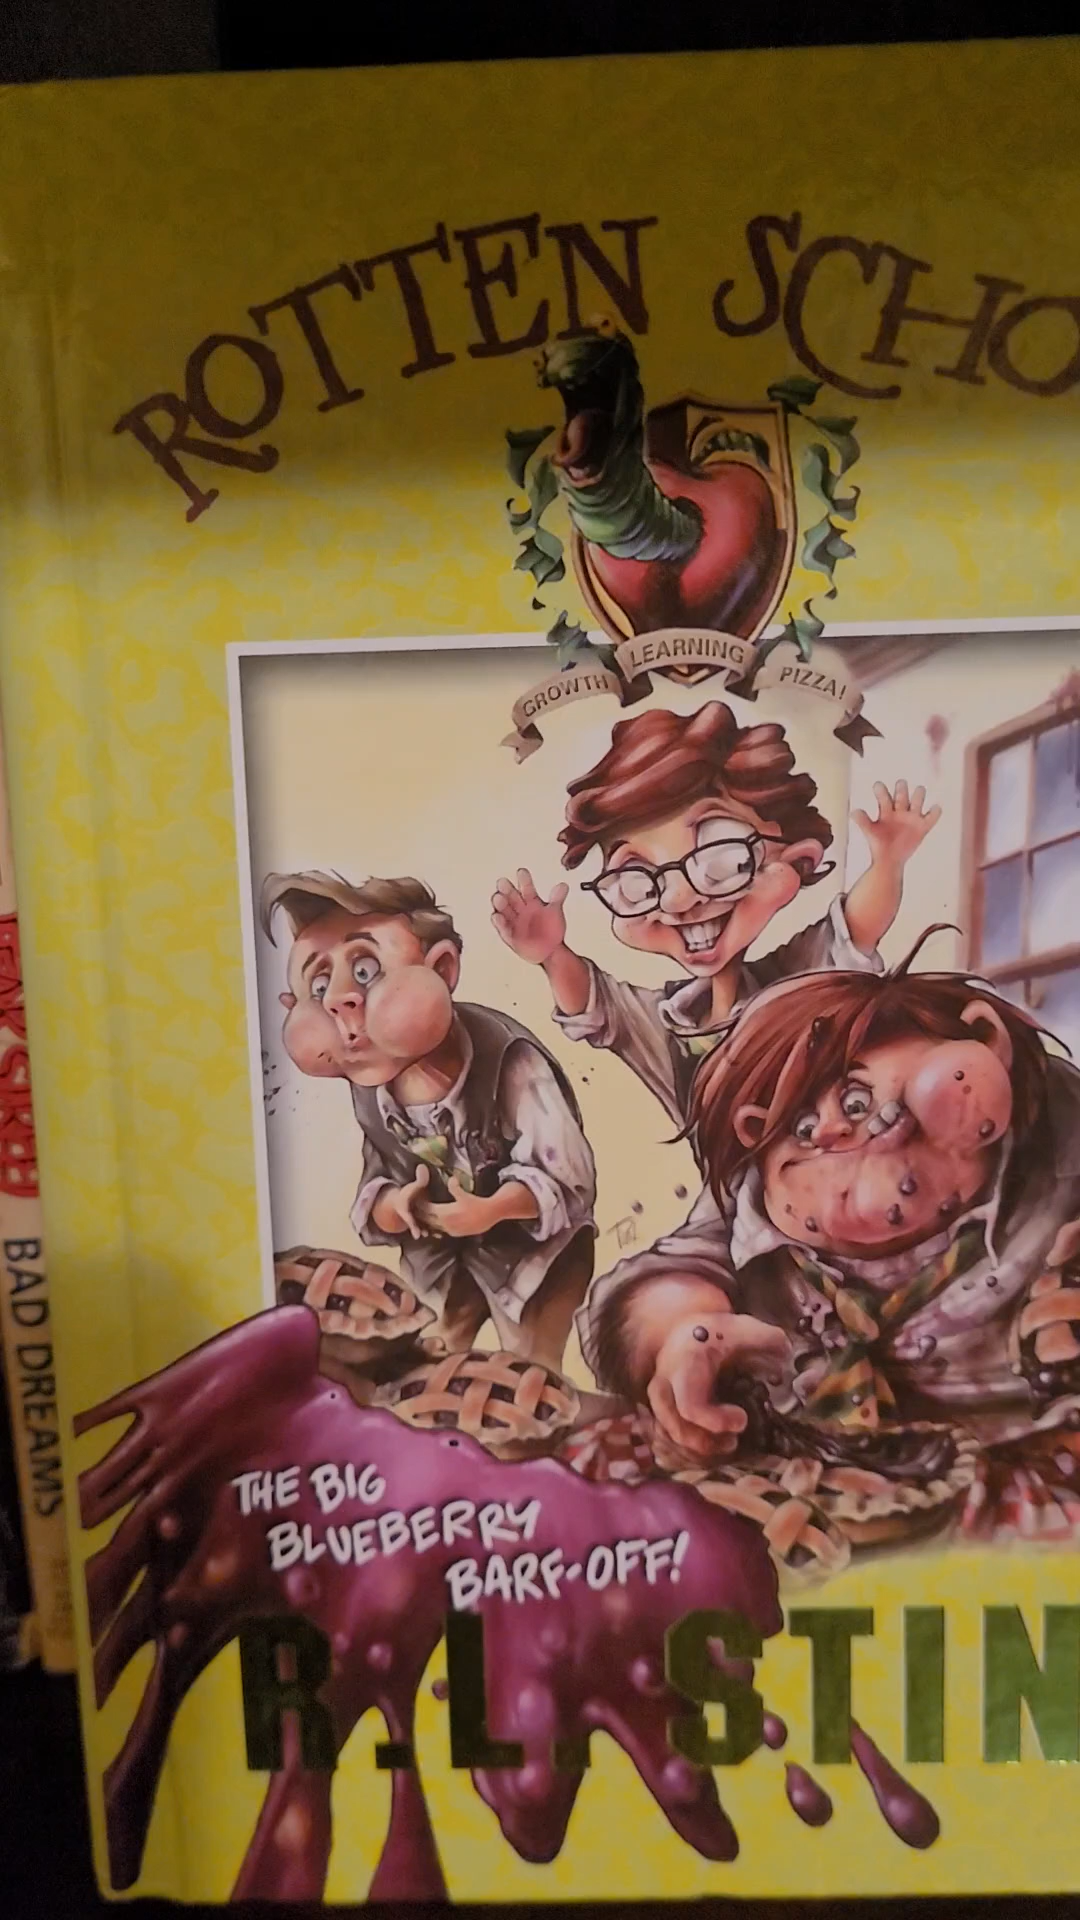 ROTTEN SCHO
GROWTH LEARNING PIZZA!
THE BIG
BLUEBERRY
BARF-OFF!
R.L. STIN
BAD DREAMS